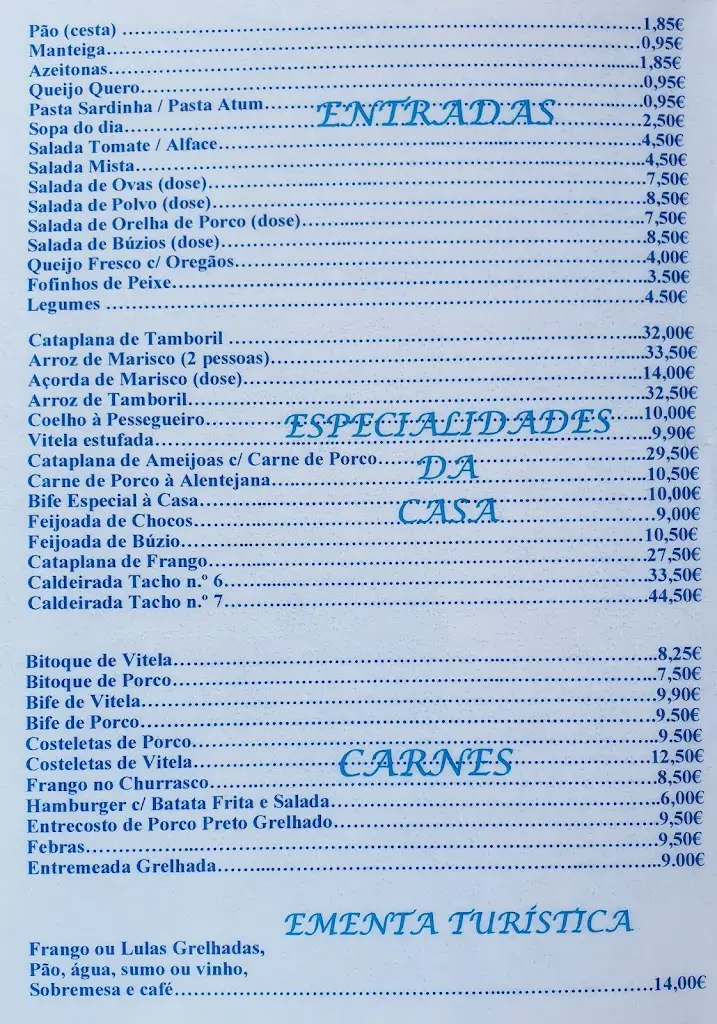 Pão (cesta) ........1,85€
Manteiga........0,95€
Azeitonas........1,85€
Queijo Quero........0,95€
Pasta Sardinha / Pasta Atum........0,95€
ENTRADAS
Sopa do dia........2,50€
Salada Tomate / Alface........4,50€
Salada Mista........4,50€
Salada de Ovas (dose)........7,50€
Salada de Polvo (dose)........8,50€
Salada de Orelha de Porco (dose)........7,50€
Salada de Búzios (dose)........8,50€
Queijo Fresco c/ Oregãos........4,00€
Fofinhos de Peixe........3.50€
Legumes ........4.50€
Cataplana de Tamboril ........32,00€
Arroz de Marisco (2 pessoas)........33,50€
Açorda de Marisco (dose)........14,00€
Arroz de Tamboril........32,50€
Coelho à Pessegueiro........10,00€
ESPECIALIDADES
Vitela estufada........9,90€
Cataplana de Ameijoas c/ Carne de Porco........29,50€
DA
Carne de Porco à Alentejana........10,50€
Bife Especial à Casa........10,00€
CASA
Feijoada de Chocos........9,00€
Feijoada de Búzio........10,50€
Cataplana de Frango........27,50€
Caldeirada Tacho n.º 6........33,50€
Caldeirada Tacho n.º 7........44,50€
Bitoque de Vitela........8,25€
Bitoque de Porco........7,50€
Bife de Vitela........9,90€
Bife de Porco........9.50€
Costeletas de Porco........9.50€
Costeletas de Vitela........12,50€
CARNES
Frango no Churrasco........8,50€
Hamburger c/ Batata Frita e Salada........6,00€
Entrecosto de Porco Preto Grelhado........9,50€
Febras........9,50€
Entremeada Grelhada........9.00€
EMENTA TURÍSTICA
Frango ou Lulas Grelhadas,
Pão, água, sumo ou vinho,
Sobremesa e café........14,00€